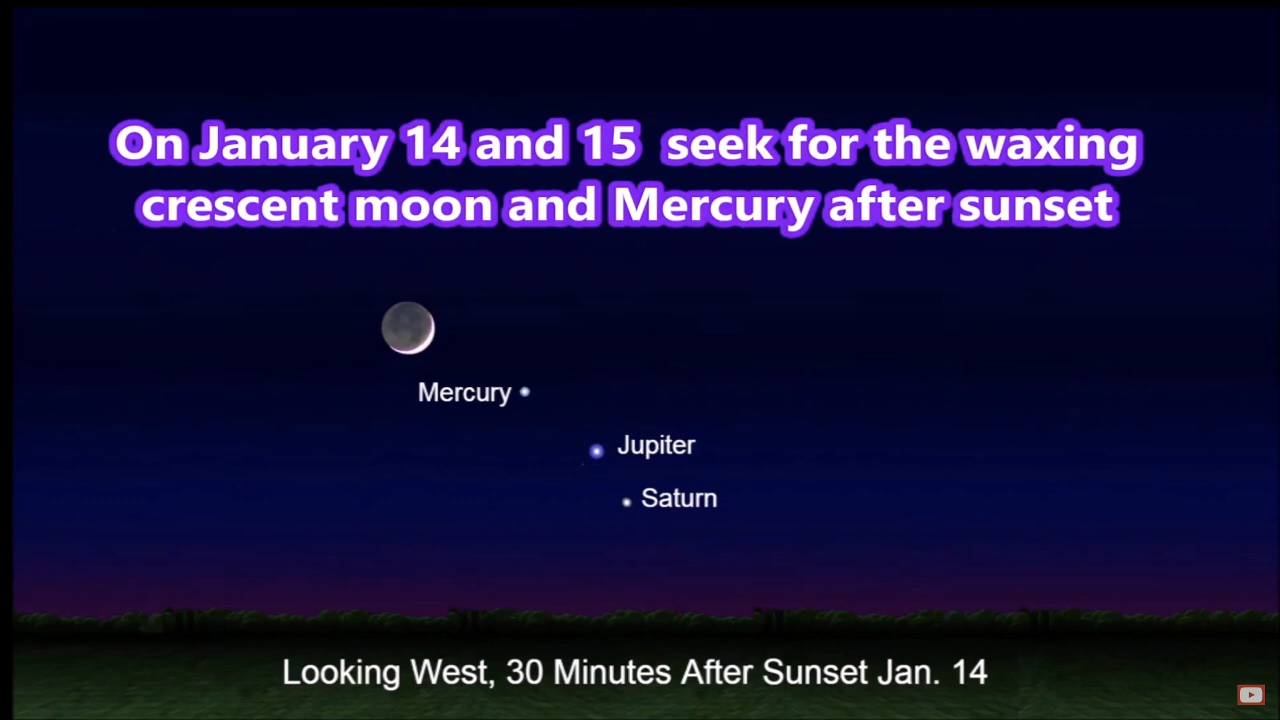 On January 14 and 15  seek for the waxing
crescent moon and Mercury after sunset
Mercury
Jupiter
Saturn
Looking West, 30 Minutes After Sunset Jan. 14